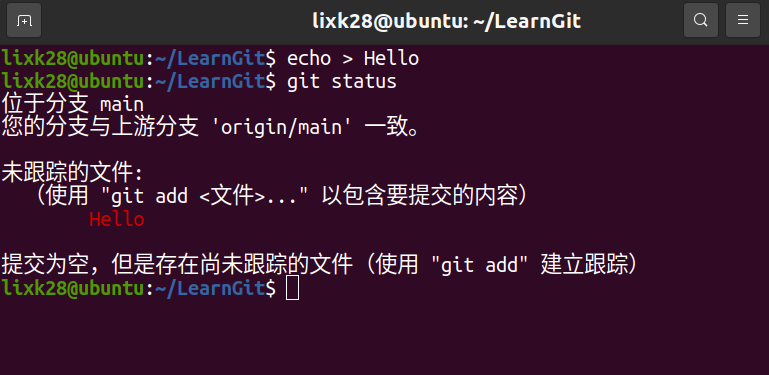 lixk28@ubuntu: ~/LearnGit
lixk28@ubuntu:~/LearnGit$ echo > Hello
lixk28@ubuntu:~/LearnGit$ git status
位于分支 main
您的分支与上游分支 'origin/main' 一致。
未跟踪的文件:
（使用 "git add <文件>..." 以包含要提交的内容）
Hello
提交为空，但是存在尚未跟踪的文件（使用 "git add" 建立跟踪）
lixk28@ubuntu:~/LearnGit$